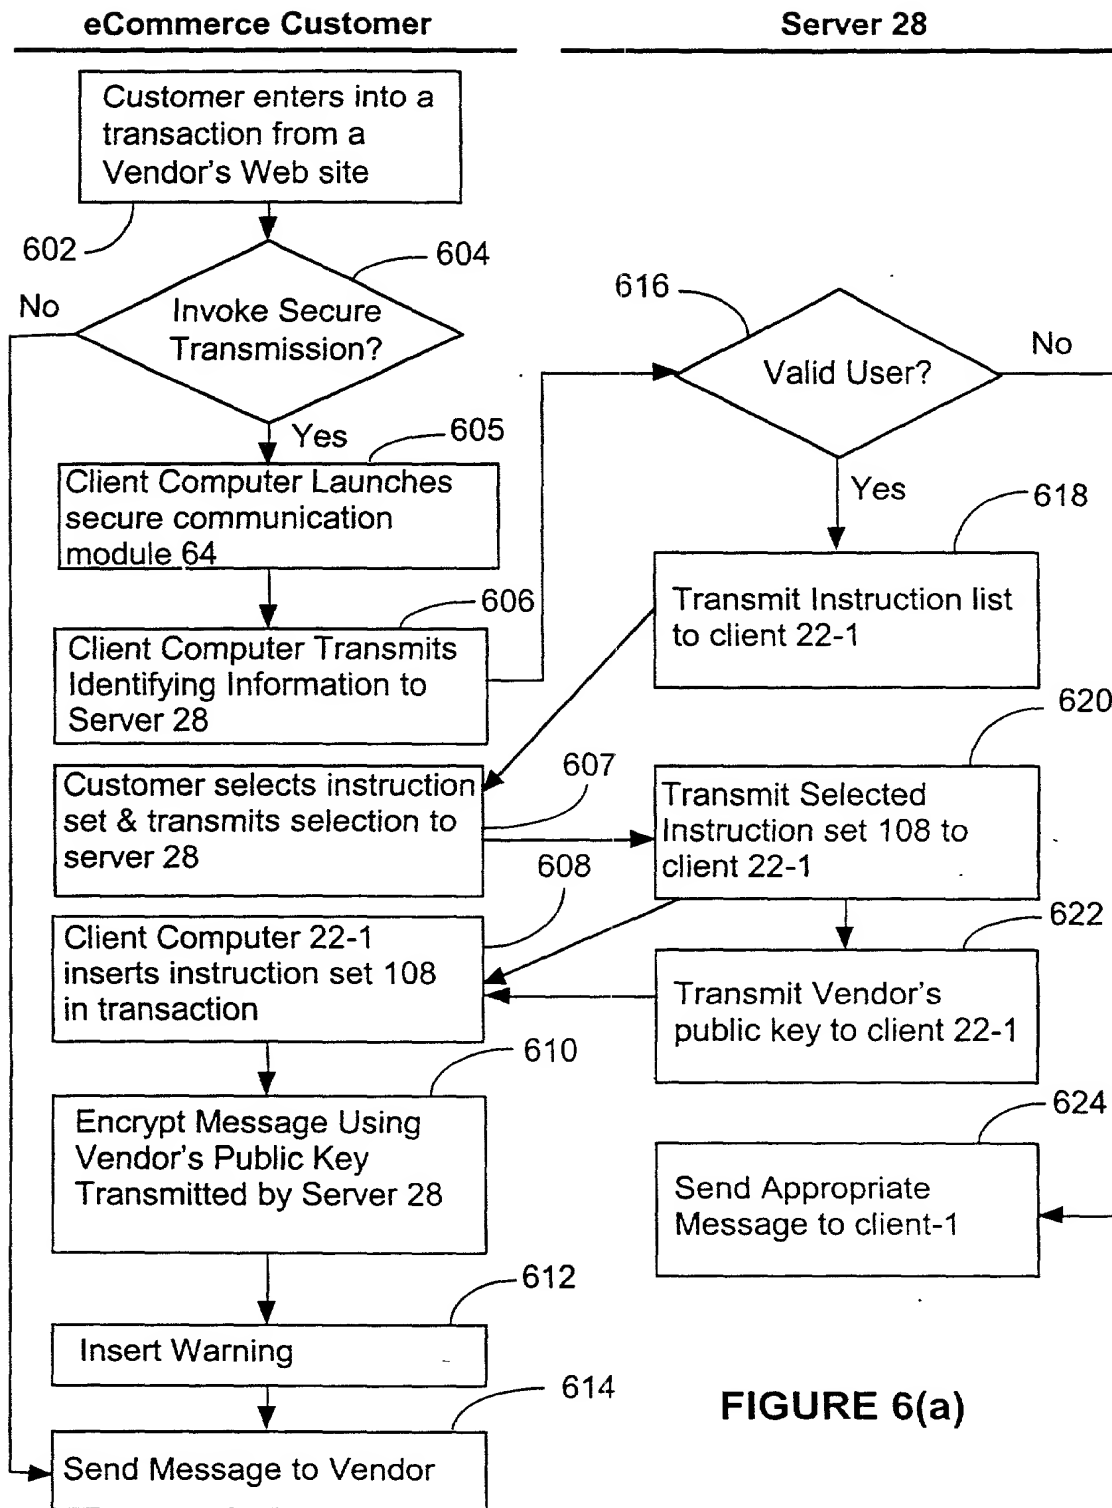 eCommerce Customer
Server 28
Customer enters into a
transaction from a
Vendor's Web site
602
604
No
Invoke Secure
Transmission?
616
Valid User?
No
Yes
605
Yes
Client Computer Launches
secure communication
module 64
618
Transmit Instruction list
to client 22-1
606
Client Computer Transmits
Identifying Information to
Server 28
620
607
Customer selects instruction
set & transmits selection to
server 28
Transmit Selected
Instruction set 108 to
client 22-1
608
Client Computer 22-1
inserts instruction set 108
in transaction
622
Transmit Vendor's
public key to client 22-1
610
Encrypt Message Using
Vendor's Public Key
Transmitted by Server 28
624
Send Appropriate
Message to client-1
612
Insert Warning
614
Send Message to Vendor
FIGURE 6(a)